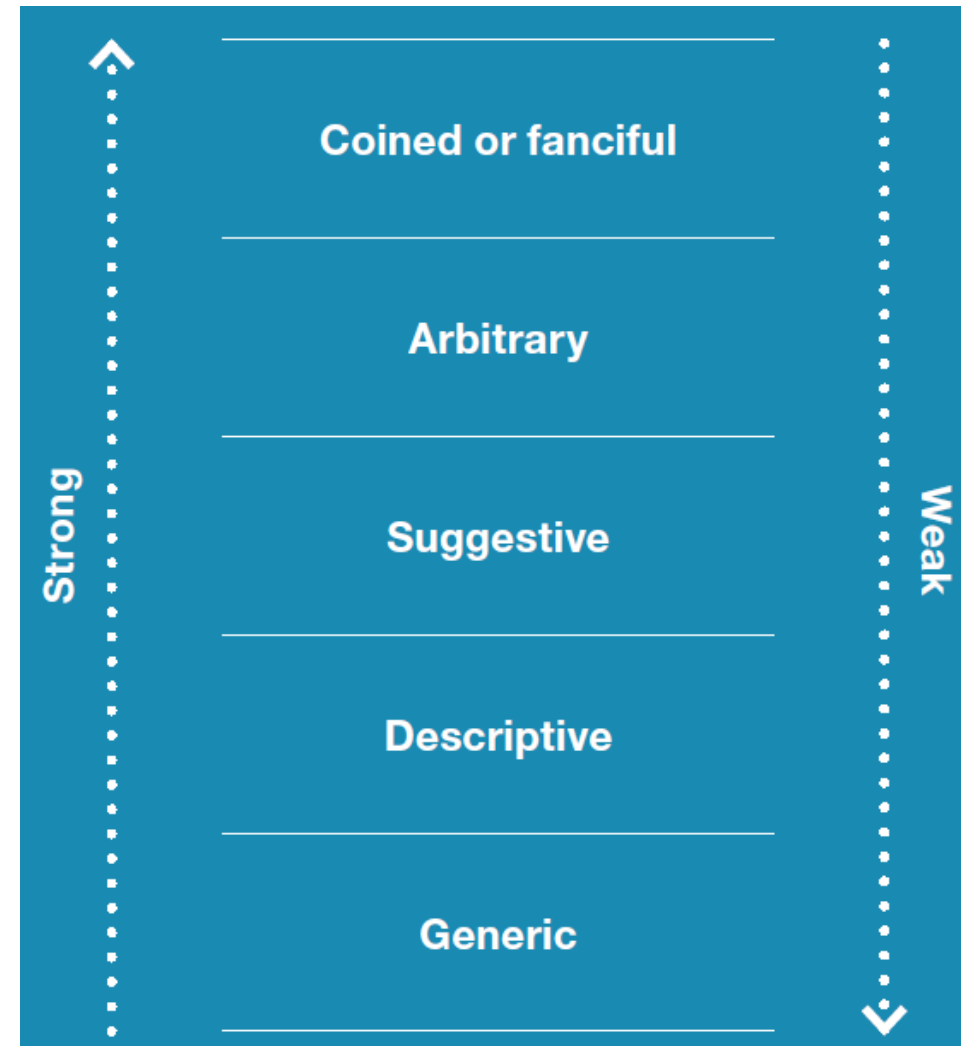 Coined or fanciful
Arbitrary
Strong
Suggestive
Weak
Descriptive
Generic